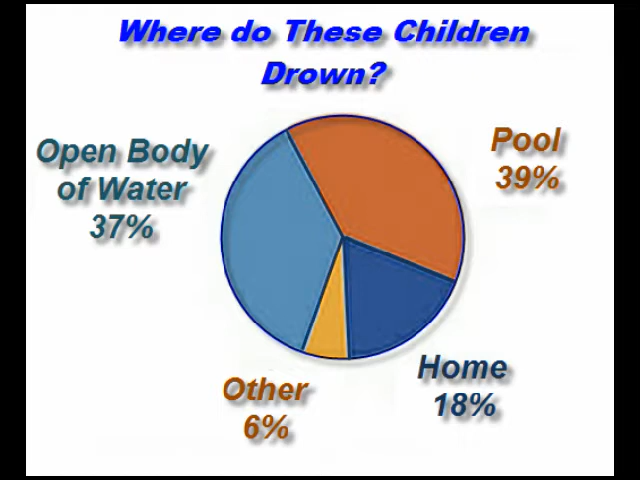 Where do These Children
Drown?
Open Body
of Water
37%
Pool
39%
Other
6%
Home
18%